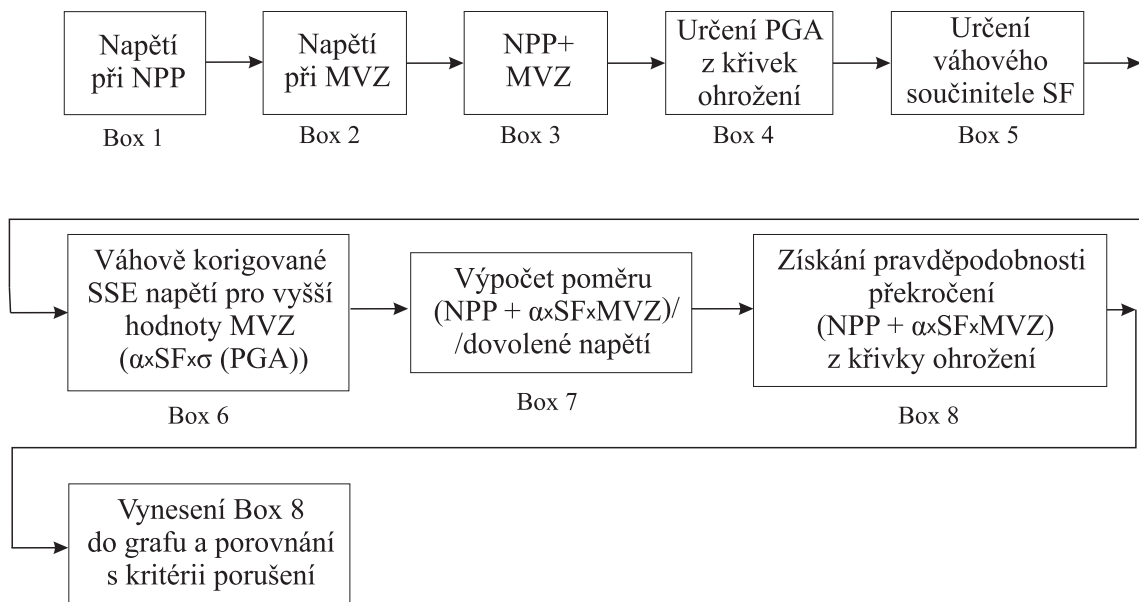 Napětí
při NPP
Box 1
Napětí
při MVZ
Box 2
NPP+
MVZ
Box 3
Určení PGA
z křivek
ohrožení
Box 4
Určení
váhového
součinitele SF
Box 5
Váhově korigované
SSE napětí pro vyšší
hodnoty MVZ
(α×SF×σ (PGA))
Box 6
Výpočet poměru
(NPP + α×SF×MVZ)/
/dovolené napětí
Box 7
Získání pravděpodobnosti
překročení
(NPP + α×SF×MVZ)
z křivky ohrožení
Box 8
Vynesení Box 8
do grafu a porovnání
s kritérii porušení